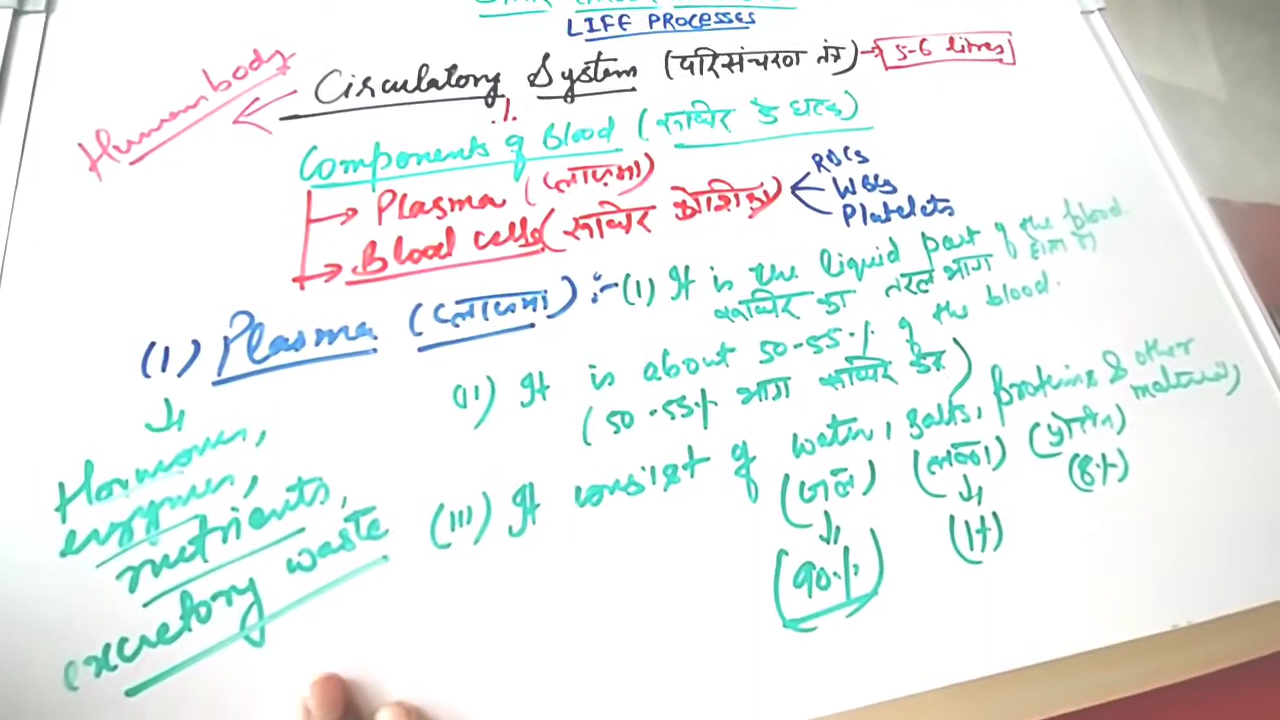 LIFE PROCESSES
Human body
Circulatory System (परिसंचरण तंत्र) → 5-6 litres
Components of Blood (रूधिर के घटक)
→ Plasma (प्लाज़मा)
→ Blood cells (रूधिर कोशिका)
RBCs
WBCs
Platelets
(1) Plasma (प्लाज़मा) :- (i) It is the liquid part of the blood.
रूधिर का तरल भाग होता है
(ii) It is about 50-55% of the blood.
(50-55% भाग रूधिर का)
(iii) It consist of water, salts, proteins & other materials
(जल) (लवण) (प्रोटीन)
(90%) (1%) (8%)
Hormones,
enzymes,
nutrients,
excretory waste